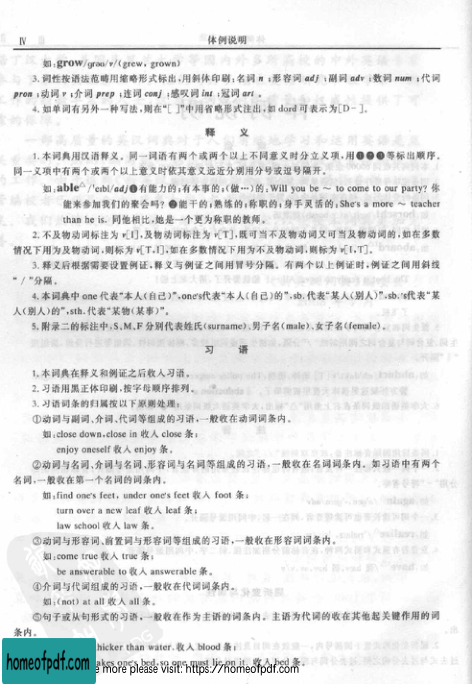 IV 体例说明
如:grow/grəu/v/(grew, grown)
3. 词性按语法范畴用缩略形式标出,用斜体印刷:名词 n ;形容词 adj ;副词 adv ;数词 num ;代词
pron ;动词 v ;介词 prep ;连词 conj ;感叹词 int ;冠词 art 。
4. 如单词有另外一种写法,则在“[ ]”中用省略形式注出,如 dord 可表示为[D-]。
释 义
1. 本词典用汉语释义。同一词语有两个或两个以上不同意义时分立义项,用❶❷❸等标出顺序。
同一义项中有两个或两个以上意义时依其意义远近分别用分号或逗号隔开。
如:able△/'eibl/adj❶有能力的;有本事的;(做…)的:Will you be ～ to come to our party? 你
能来参加我们的聚会吗? ❷能干的;熟练的;称职的;身手灵活的:She's a more ～ teacher
than he is. 同他相比,她是一个更为称职的教师。
2. 不及物动词标注为 v[I],及物动词标注为 v[T],既可当不及物动词又可当及物动词的,如在多数
情况下用为及物动词,则标为 v[T,I],如在多数情况下用为不及物动词,则标为 v[I,T]。
3. 释义后根据需要设置例证,释义与例证之间用冒号分隔。有两个以上例证时,例证之间用斜线
“/”分隔。
4. 本词典中 one 代表“本人(自己)”,one's代表“本人(自己)的”,sb. 代表“某人(别人)”,sb.'s代表“某
人(别人)的”,sth. 代表“某物(某事)”。
5. 附录二的标注中,S、M、F 分别代表姓氏(surname)、男子名(male)、女子名(female)。
习 语
1. 本词典在释义和例证之后收入习语。
2. 习语用黑正体印刷,按字母顺序排列。
3. 习语词条的归属按以下原则处理:
①动词与副词、介词、代词等组成的习语,一般收在动词词条内。
如:close down,close in 收入 close 条;
enjoy oneself 收入 enjoy 条。
②动词与名词、介词与名词、形容词与名词等组成的习语,一般收在名词词条内。如习语中有两个
名词,一般收在第一个名词的词条内。
如:find one's feet, under one's feet 收入 foot 条;
turn over a new leaf 收入 leaf 条;
law school 收入 law 条。
③动词与形容词、前置词与形容词等组成的习语,一般收在形容词词条内。
如:come true 收入 true 条;
be answerable to 收入 answerable 条。
④介词与代词组成的习语,一般收在代词词条内。
如:(not) at all 收入 all 条。
⑤句子或从句形式的习语,一般收在作为主语的词条内。主语为代词的收在其他起关键作用的词
条内。
hicker than water. 收入 blood 条;
akes one's bed, so one must lie on it. 收入 bed 条。
homeofpdf.com
e more please visit: https://homeofpdf.com